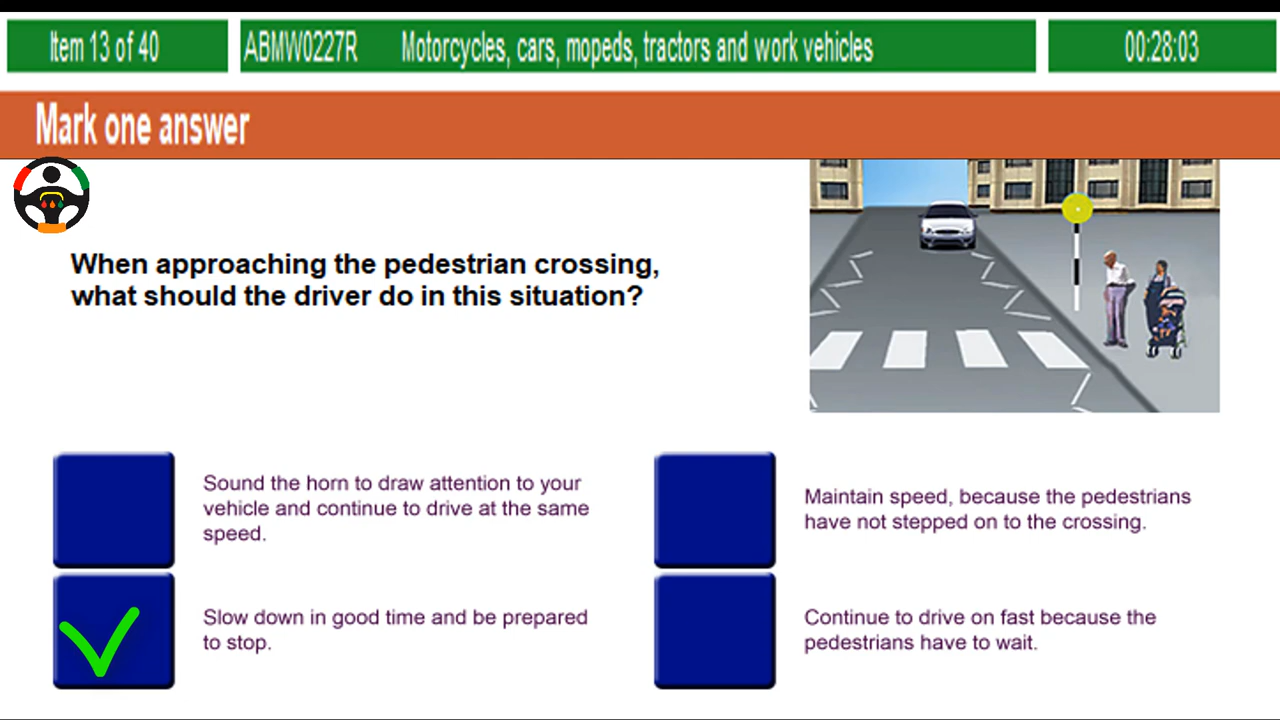 Item 13 of 40
ABMW0227R Motorcycles, cars, mopeds, tractors and work vehicles
00:28:03
Mark one answer
When approaching the pedestrian crossing,
what should the driver do in this situation?
Sound the horn to draw attention to your
vehicle and continue to drive at the same
speed.
Maintain speed, because the pedestrians
have not stepped on to the crossing.
Slow down in good time and be prepared
to stop.
Continue to drive on fast because the
pedestrians have to wait.